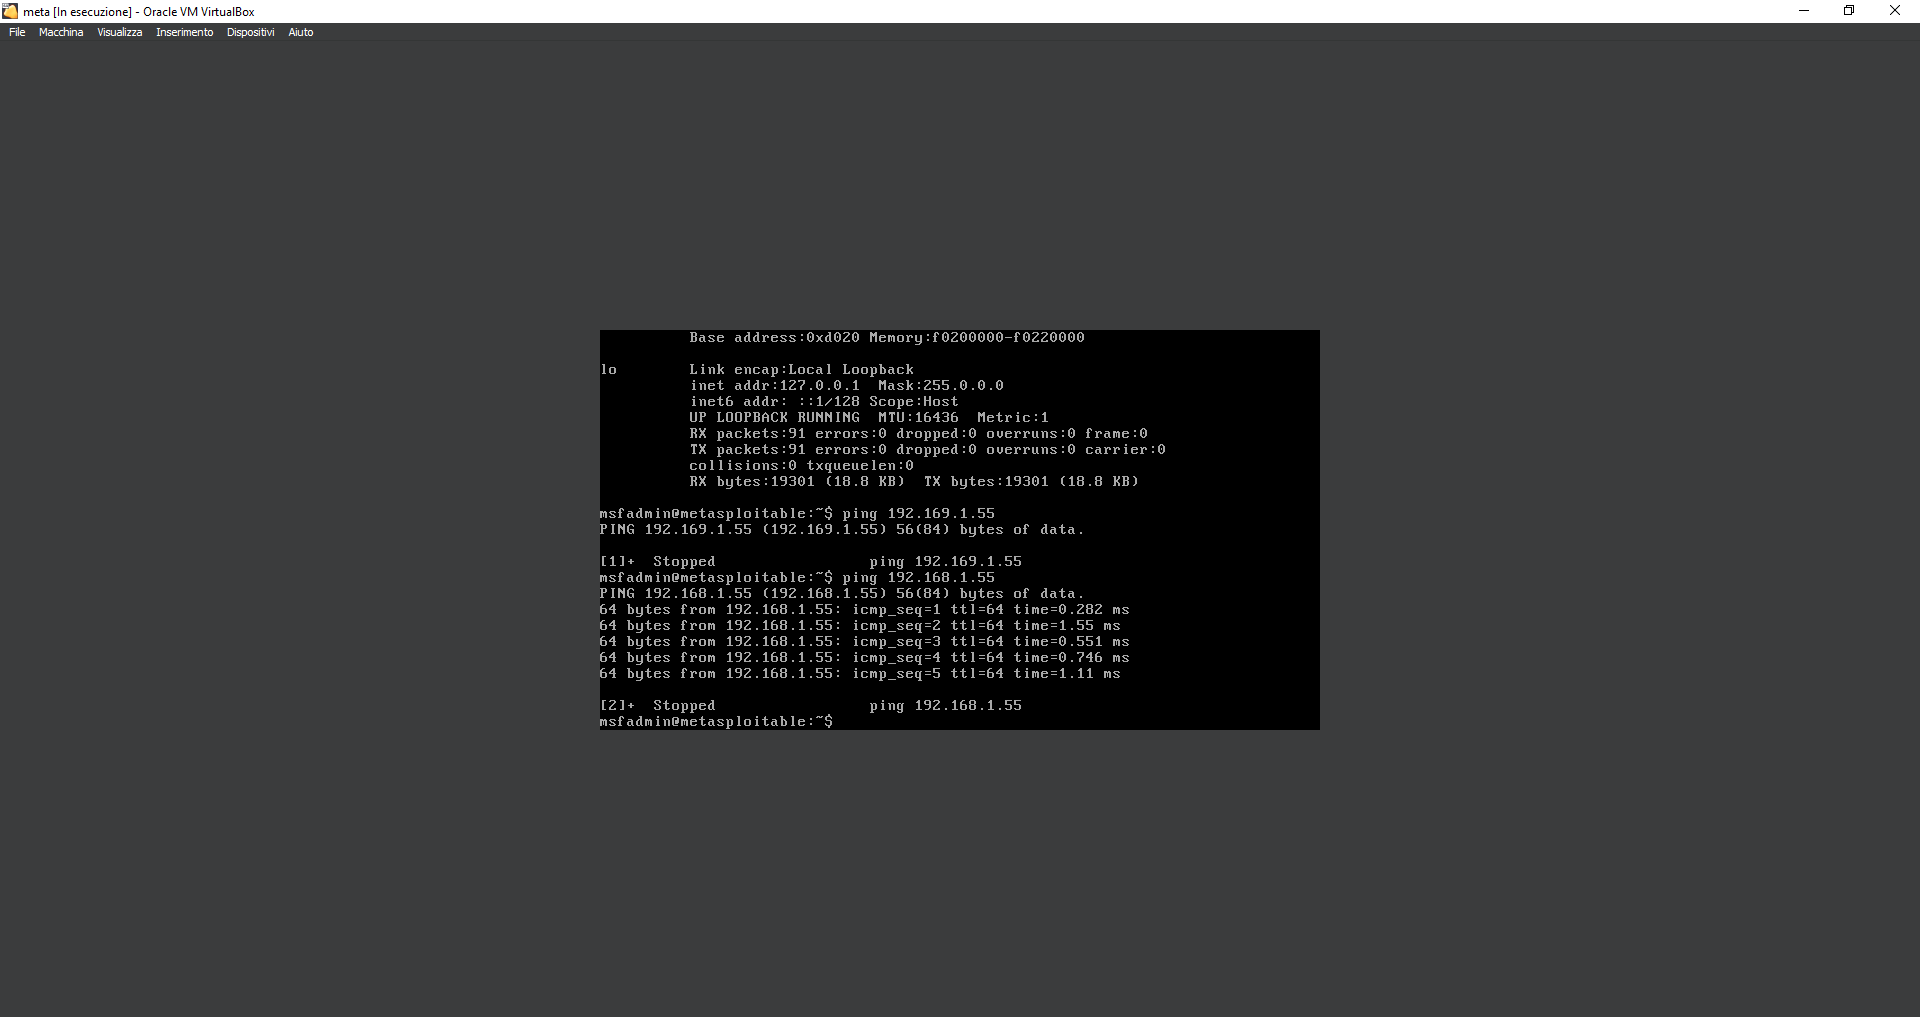 meta [In esecuzione] - Oracle VM VirtualBox
File Macchina Visualizza Inserimento Dispositivi Aiuto
Base address:0xd020 Memory:f0200000-f0220000
lo Link encap:Local Loopback
inet addr:127.0.0.1 Mask:255.0.0.0
inet6 addr: ::1/128 Scope:Host
UP LOOPBACK RUNNING MTU:16436 Metric:1
RX packets:91 errors:0 dropped:0 overruns:0 frame:0
TX packets:91 errors:0 dropped:0 overruns:0 carrier:0
collisions:0 txqueuelen:0
RX bytes:19301 (18.8 KB) TX bytes:19301 (18.8 KB)
msfadmin@metasploitable:~$ ping 192.169.1.55
PING 192.169.1.55 (192.169.1.55) 56(84) bytes of data.
[1]+ Stopped ping 192.169.1.55
msfadmin@metasploitable:~$ ping 192.168.1.55
PING 192.168.1.55 (192.168.1.55) 56(84) bytes of data.
64 bytes from 192.168.1.55: icmp_seq=1 ttl=64 time=0.282 ms
64 bytes from 192.168.1.55: icmp_seq=2 ttl=64 time=1.55 ms
64 bytes from 192.168.1.55: icmp_seq=3 ttl=64 time=0.551 ms
64 bytes from 192.168.1.55: icmp_seq=4 ttl=64 time=0.746 ms
64 bytes from 192.168.1.55: icmp_seq=5 ttl=64 time=1.11 ms
[2]+ Stopped ping 192.168.1.55
msfadmin@metasploitable:~$